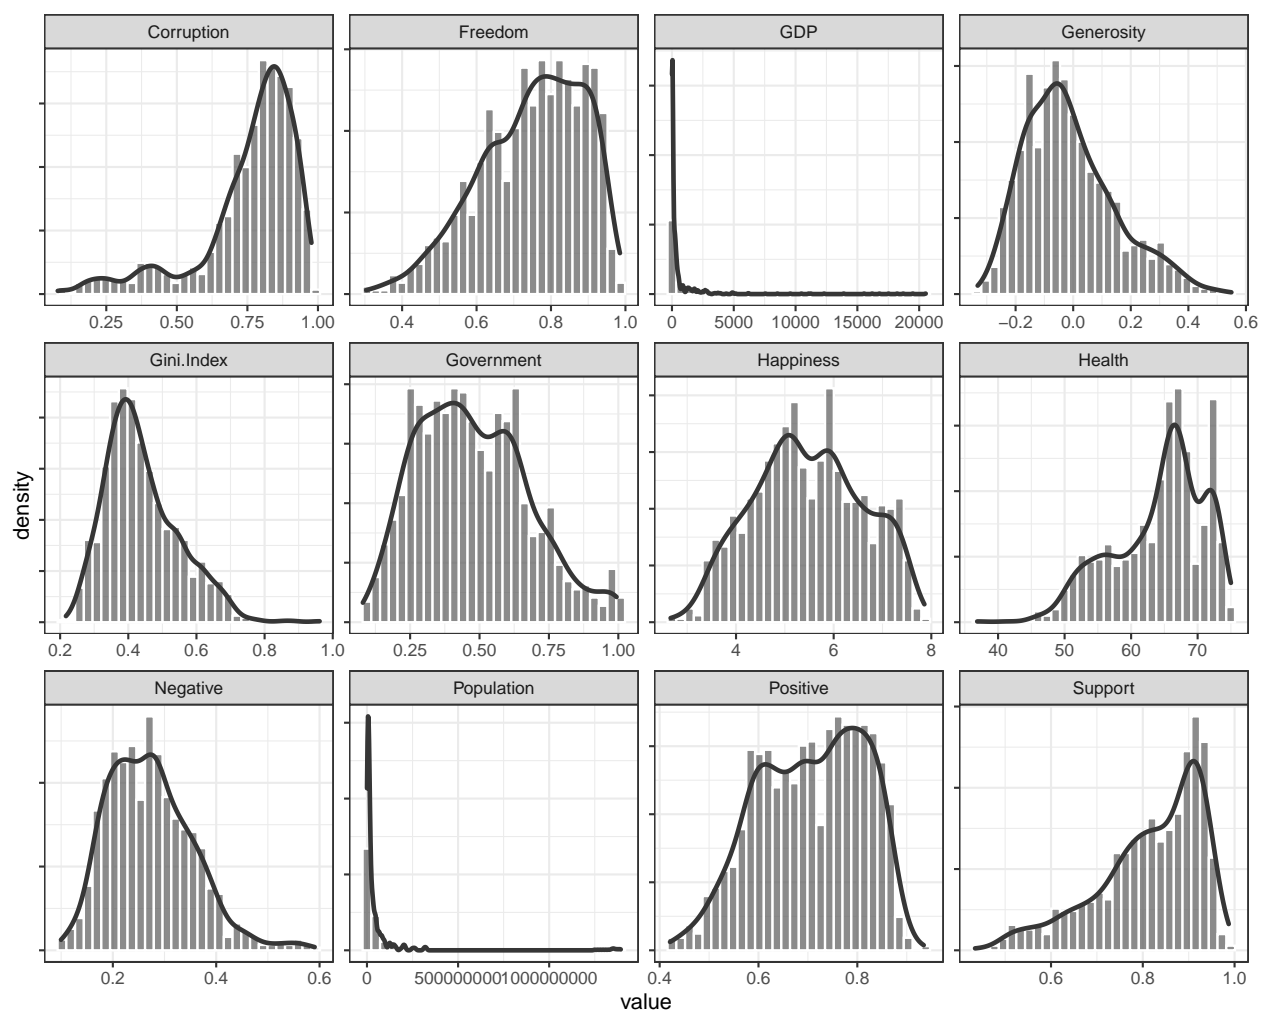 Corruption Freedom GDP Generosity
0.25 0.50 0.75 1.00 0.4 0.6 0.8 1.0 0 5000 10000 15000 20000 −0.2 0.0 0.2 0.4 0.6
Gini.Index Government Happiness Health
0.2 0.4 0.6 0.8 1.0 0.25 0.50 0.75 1.00 4 6 8 40 50 60 70
density
Negative Population Positive Support
0.2 0.4 0.6 0 500000000 1000000000 0.4 0.6 0.8 0.6 0.8 1.0
value